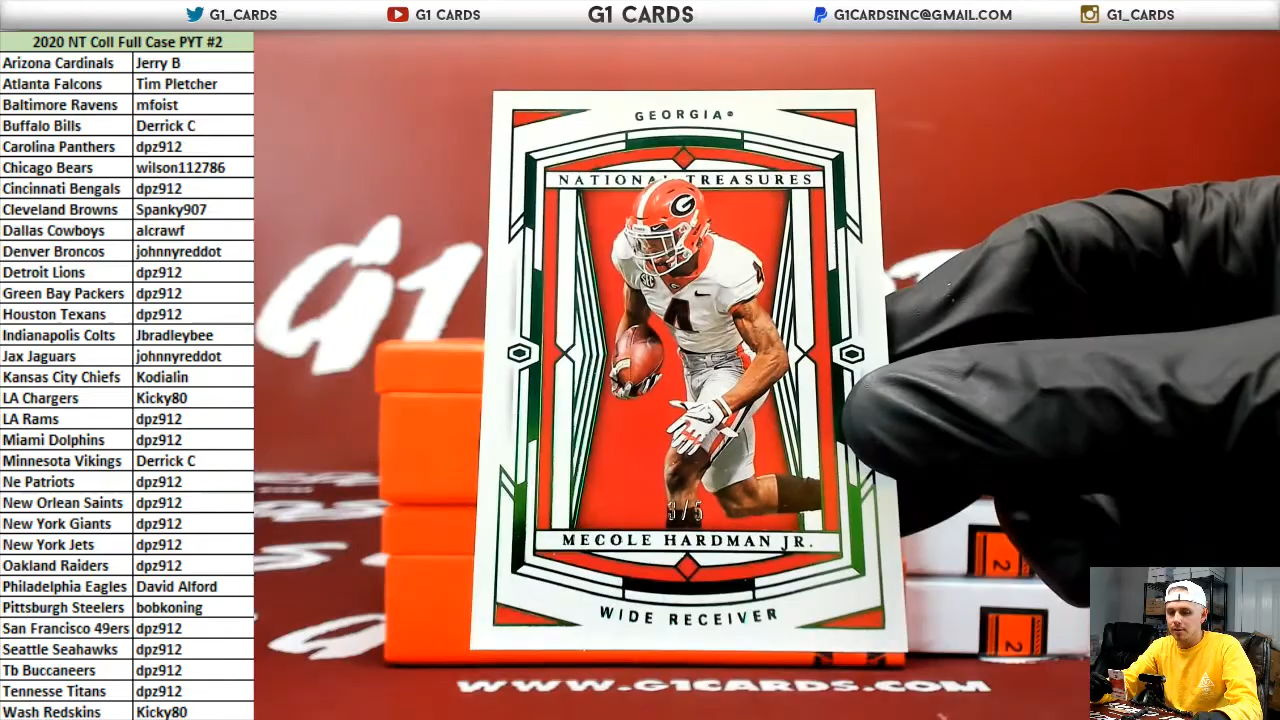 G1_CARDS
G1 CARDS
G1 CARDS
G1CARDSINC@GMAIL.COM
G1_CARDS
2020 NT Coll Full Case PYT #2
Arizona Cardinals Jerry B
Atlanta Falcons Tim Pletcher
Baltimore Ravens mfoist
Buffalo Bills Derrick C
Carolina Panthers dpz912
Chicago Bears wilson112786
Cincinnati Bengals dpz912
Cleveland Browns Spanky907
Dallas Cowboys alcrawf
Denver Broncos johnnyreddot
Detroit Lions dpz912
Green Bay Packers dpz912
Houston Texans dpz912
Indianapolis Colts Jbradleybee
Jax Jaguars johnnyreddot
Kansas City Chiefs Kodialin
LA Chargers Kicky80
LA Rams dpz912
Miami Dolphins dpz912
Minnesota Vikings Derrick C
Ne Patriots dpz912
New Orlean Saints dpz912
New York Giants dpz912
New York Jets dpz912
Oakland Raiders dpz912
Philadelphia Eagles David Alford
Pittsburgh Steelers bobkoning
San Francisco 49ers dpz912
Seattle Seahawks dpz912
Tb Buccaneers dpz912
Tennesse Titans dpz912
Wash Redskins Kicky80
GEORGIA®
NATIONAL TREASURES
G
SEC
4
4
3/5
MECOLE HARDMAN JR.
WIDE RECEIVER
G1
2
2
WWW.G1CARDS.COM